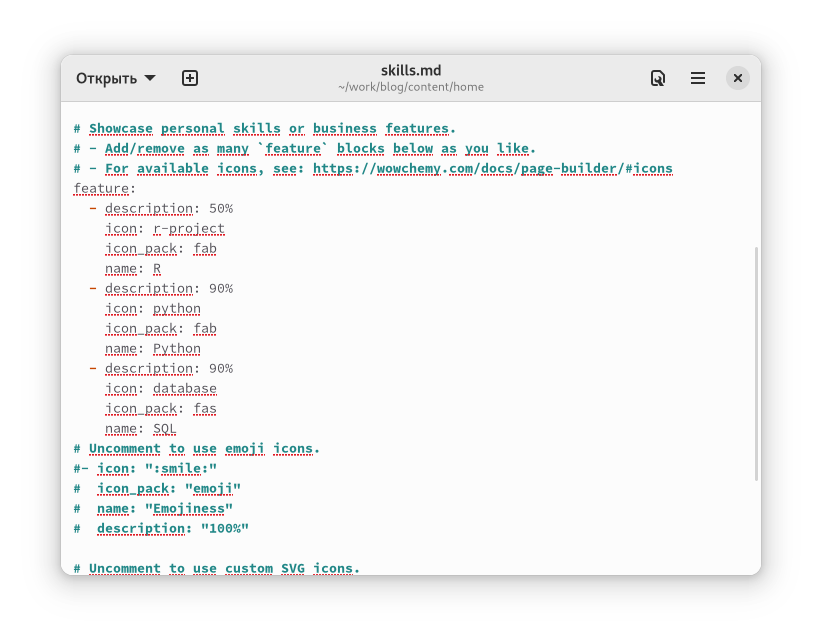 Открыть
skills.md
~/work/blog/content/home
# Showcase personal skills or business features.
# - Add/remove as many `feature` blocks below as you like.
# - For available icons, see: https://wowchemy.com/docs/page-builder/#icons
feature:
  - description: 50%
    icon: r-project
    icon_pack: fab
    name: R
  - description: 90%
    icon: python
    icon_pack: fab
    name: Python
  - description: 90%
    icon: database
    icon_pack: fas
    name: SQL
# Uncomment to use emoji icons.
#- icon: ":smile:"
#  icon_pack: "emoji"
#  name: "Emojiness"
#  description: "100%"
# Uncomment to use custom SVG icons.